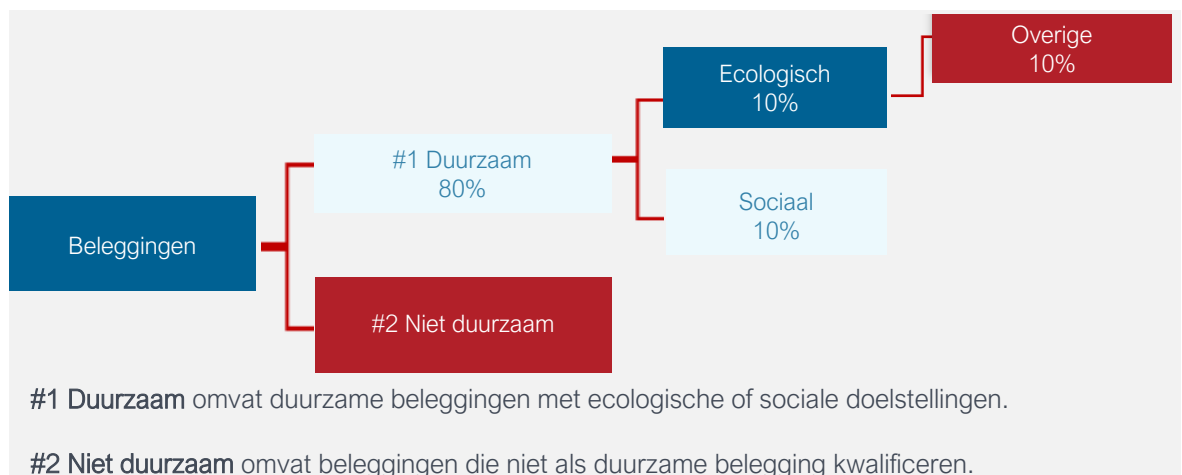 Overige
10%
Ecologisch
10%
#1 Duurzaam
80%
Sociaal
10%
Beleggingen
#2 Niet duurzaam
#1 Duurzaam omvat duurzame beleggingen met ecologische of sociale doelstellingen.
#2 Niet duurzaam omvat beleggingen die niet als duurzame belegging kwalificeren.